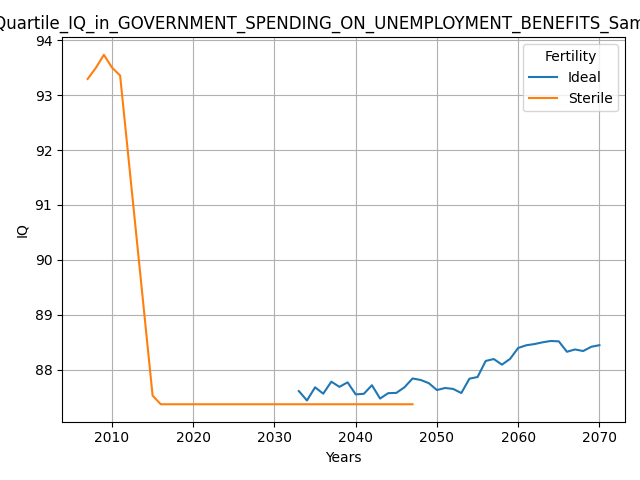 Quartile_IQ_in_GOVERNMENT_SPENDING_ON_UNEMPLOYMENT_BENEFITS_Sam
94
93
92
91
90
89
88
IQ
Fertility
Ideal
Sterile
2010 2020 2030 2040 2050 2060 2070
Years